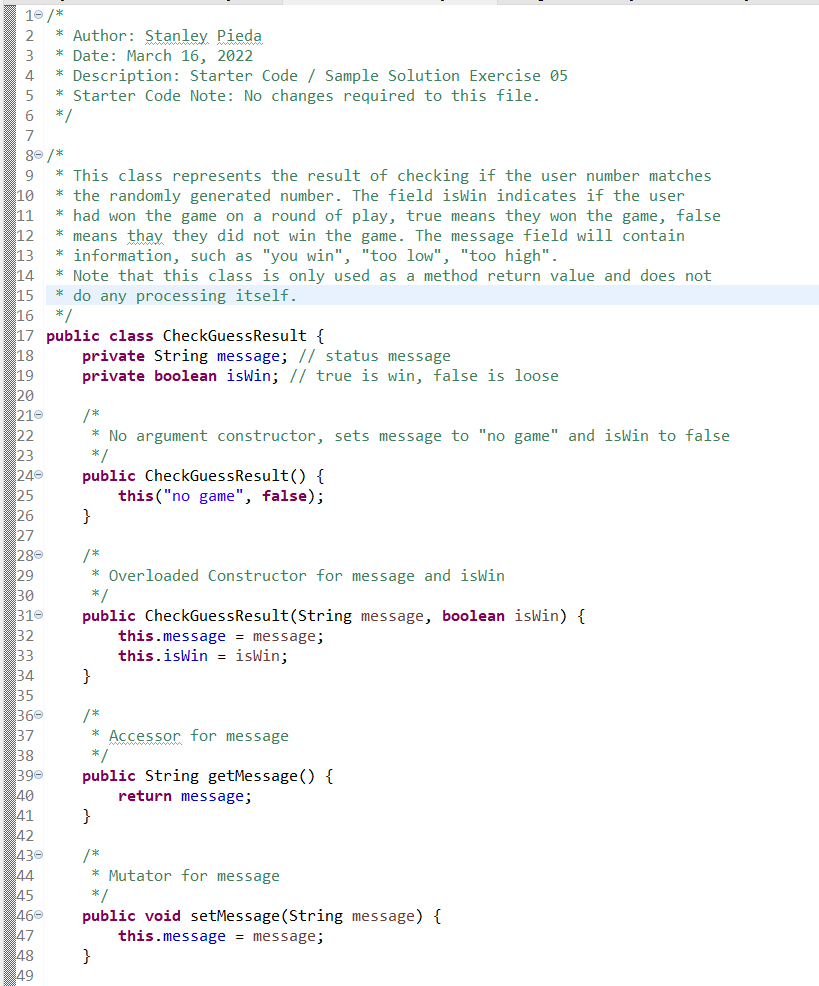 1 /*
2  * Author: Stanley Pieda
3  * Date: March 16, 2022
4  * Description: Starter Code / Sample Solution Exercise 05
5  * Starter Code Note: No changes required to this file.
6  */
7
8 /*
9  * This class represents the result of checking if the user number matches
10  * the randomly generated number. The field isWin indicates if the user
11  * had won the game on a round of play, true means they won the game, false
12  * means thay they did not win the game. The message field will contain
13  * information, such as "you win", "too low", "too high".
14  * Note that this class is only used as a method return value and does not
15  * do any processing itself.
16  */
17 public class CheckGuessResult {
18     private String message; // status message
19     private boolean isWin; // true is win, false is loose
20
21     /*
22      * No argument constructor, sets message to "no game" and isWin to false
23      */
24     public CheckGuessResult() {
25         this("no game", false);
26     }
27
28     /*
29      * Overloaded Constructor for message and isWin
30      */
31     public CheckGuessResult(String message, boolean isWin) {
32         this.message = message;
33         this.isWin = isWin;
34     }
35
36     /*
37      * Accessor for message
38      */
39     public String getMessage() {
40         return message;
41     }
42
43     /*
44      * Mutator for message
45      */
46     public void setMessage(String message) {
47         this.message = message;
48     }
49